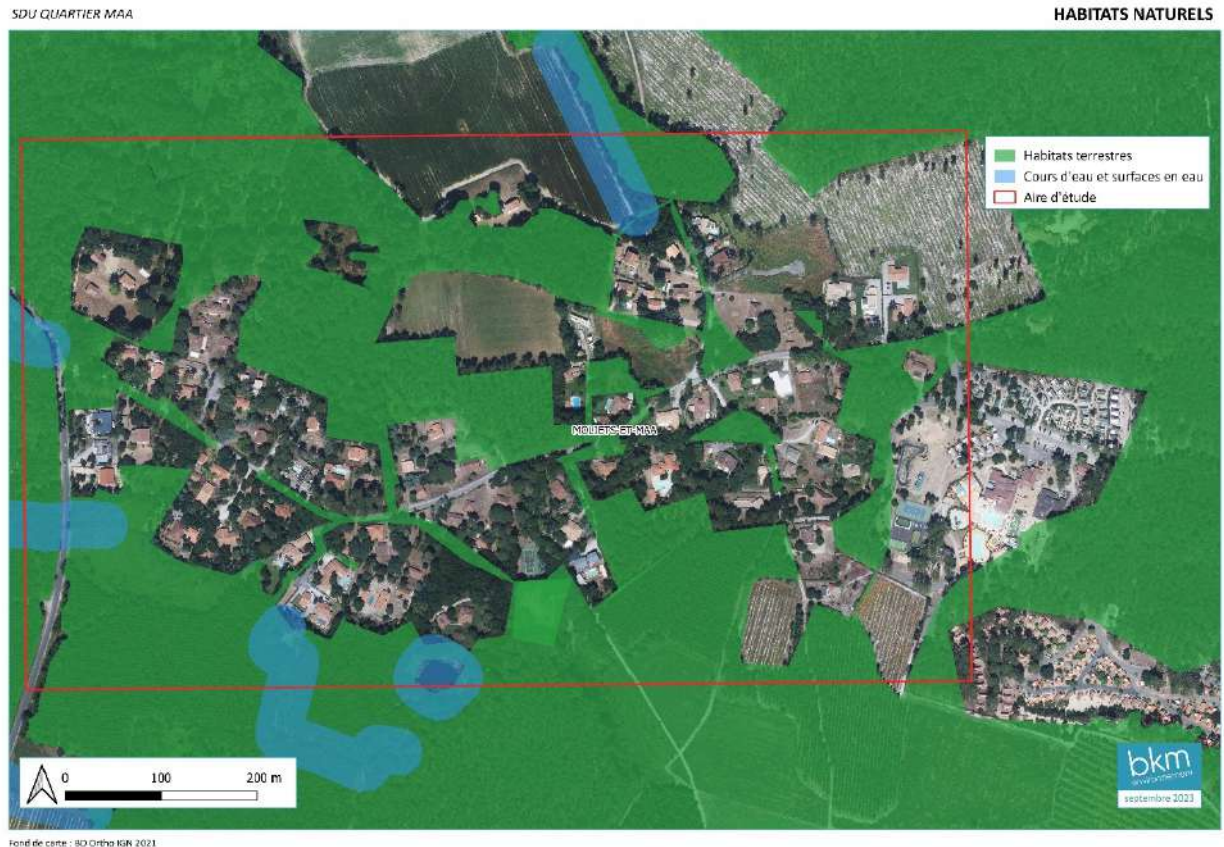 SDU QUARTIER MAA
HABITATS NATURELS
Habitats terrestres
Cours d'eau et surfaces en eau
Aire d'étude
MOLIETS-ET-MAA
0 100 200 m
bkm
environnement
septembre 2023
Fond de carte : BD Ortho IGN 2021